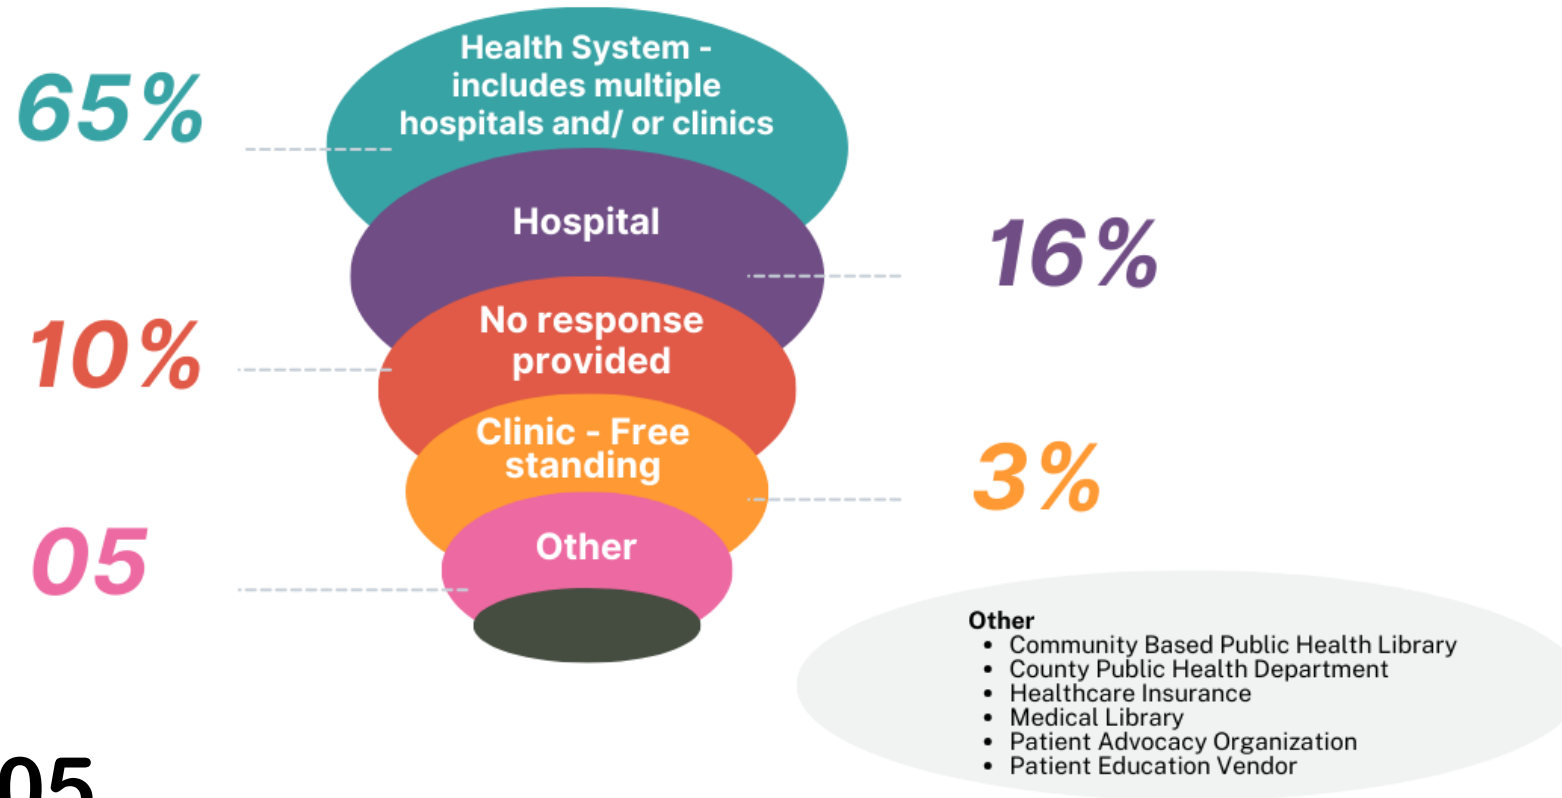 Health System -
includes multiple
hospitals and/ or clinics
65%
Hospital
16%
No response
provided
10%
Clinic - Free
standing
3%
Other
05
Other
• Community Based Public Health Library
• County Public Health Department
• Healthcare Insurance
• Medical Library
• Patient Advocacy Organization
• Patient Education Vendor
05